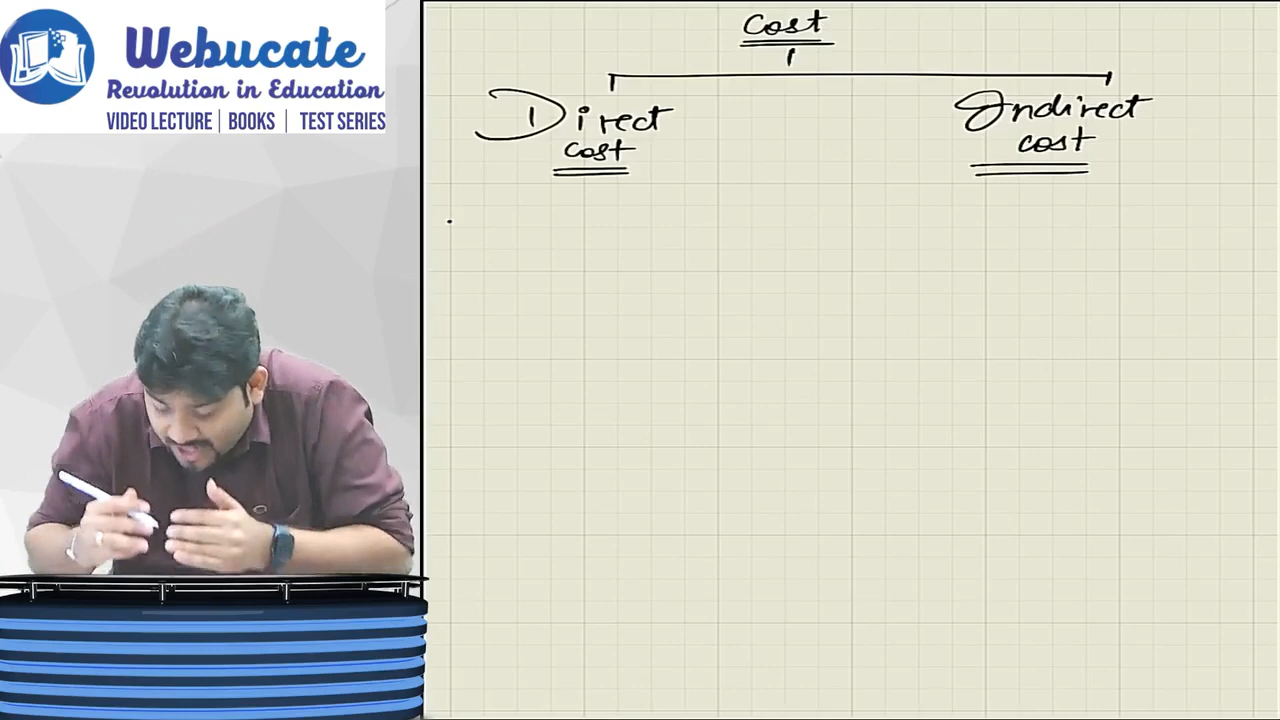 Webucate
Revolution in Education
VIDEO LECTURE | BOOKS | TEST SERIES
Cost
Direct
cost
Indirect
cost